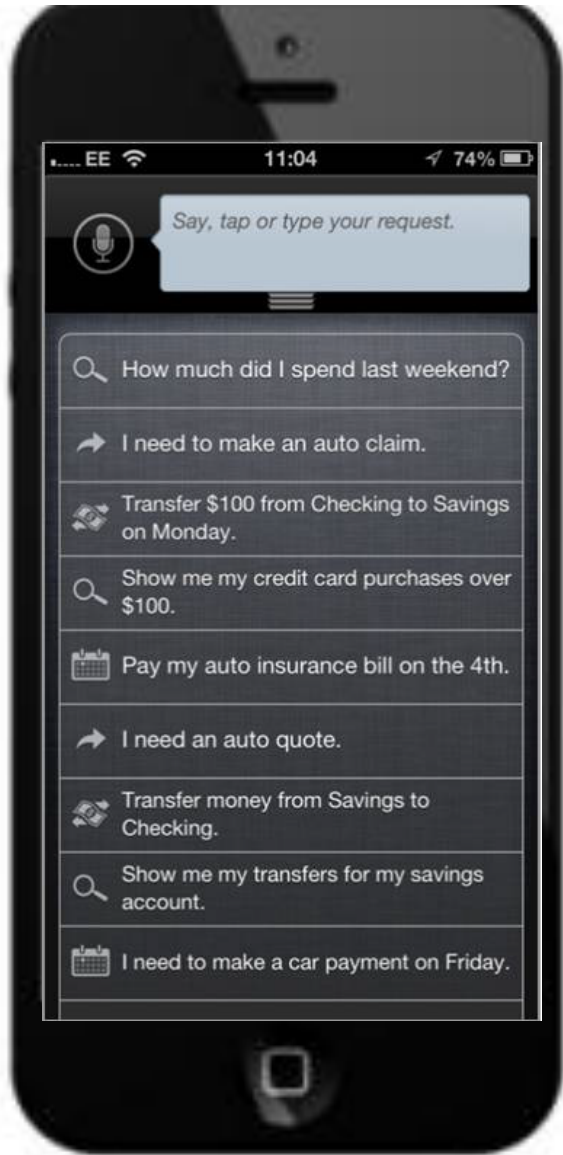 EE 11:04 74%
Say, tap or type your request.
How much did I spend last weekend?
I need to make an auto claim.
Transfer $100 from Checking to Savings
on Monday.
Show me my credit card purchases over
$100.
Pay my auto insurance bill on the 4th.
I need an auto quote.
Transfer money from Savings to
Checking.
Show me my transfers for my savings
account.
I need to make a car payment on Friday.